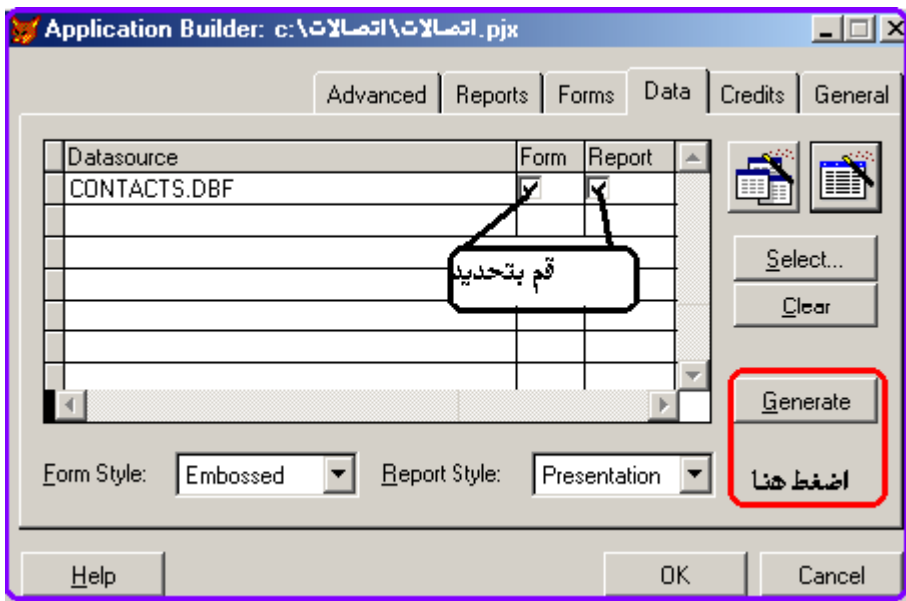 Application Builder: c:\اتصالات\اتصالات.pjx
Advanced Reports Forms Data Credits General
Datasource Form Report
CONTACTS.DBF
قم بتحديد
Select...
Clear
Generate
اضغط هنا
Form Style: Embossed Report Style: Presentation
Help OK Cancel